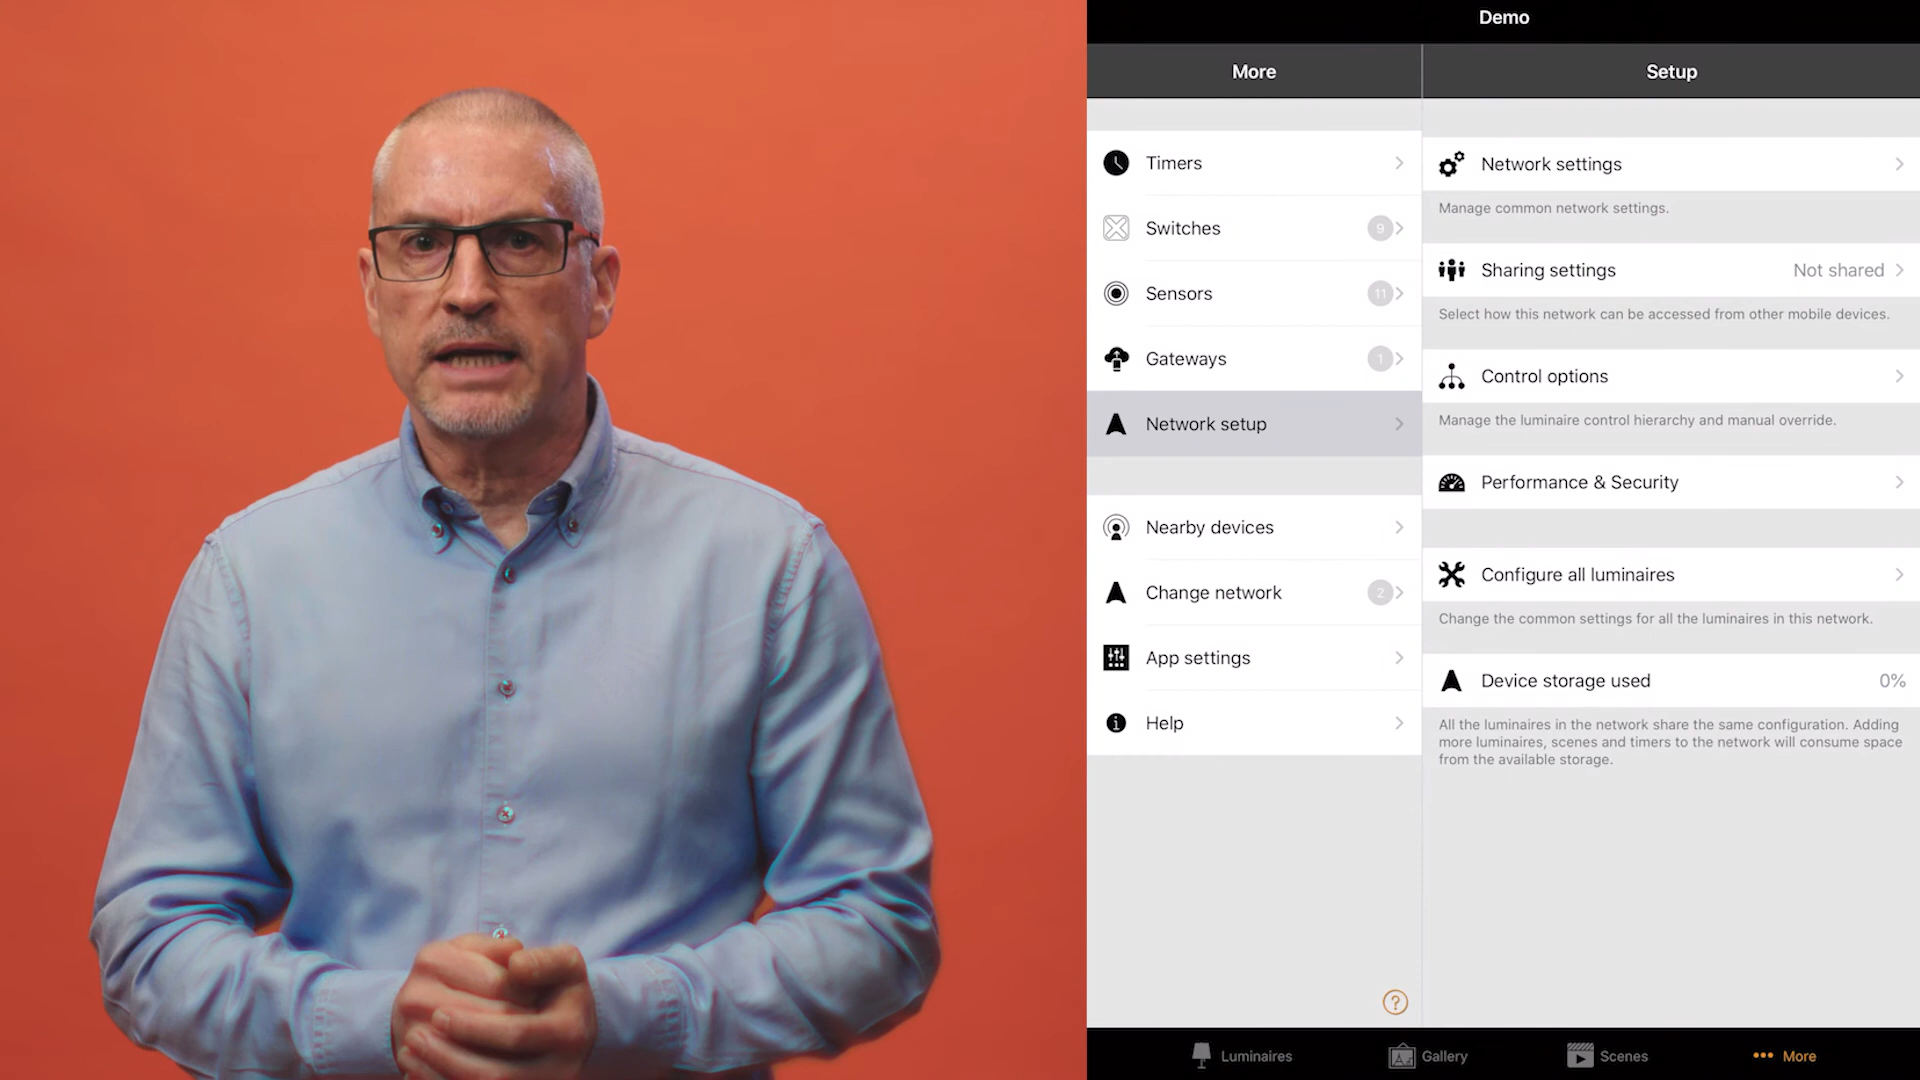 Demo
More
Timers
Switches 9
Sensors 11
Gateways 1
Network setup
Nearby devices
Change network 2
App settings
Help
?
Setup
Network settings
Manage common network settings.
Sharing settings Not shared
Select how this network can be accessed from other mobile devices.
Control options
Manage the luminaire control hierarchy and manual override.
Performance & Security
Configure all luminaires
Change the common settings for all the luminaires in this network.
Device storage used 0%
All the luminaires in the network share the same configuration. Adding
more luminaires, scenes and timers to the network will consume space
from the available storage.
Luminaires Gallery Scenes More